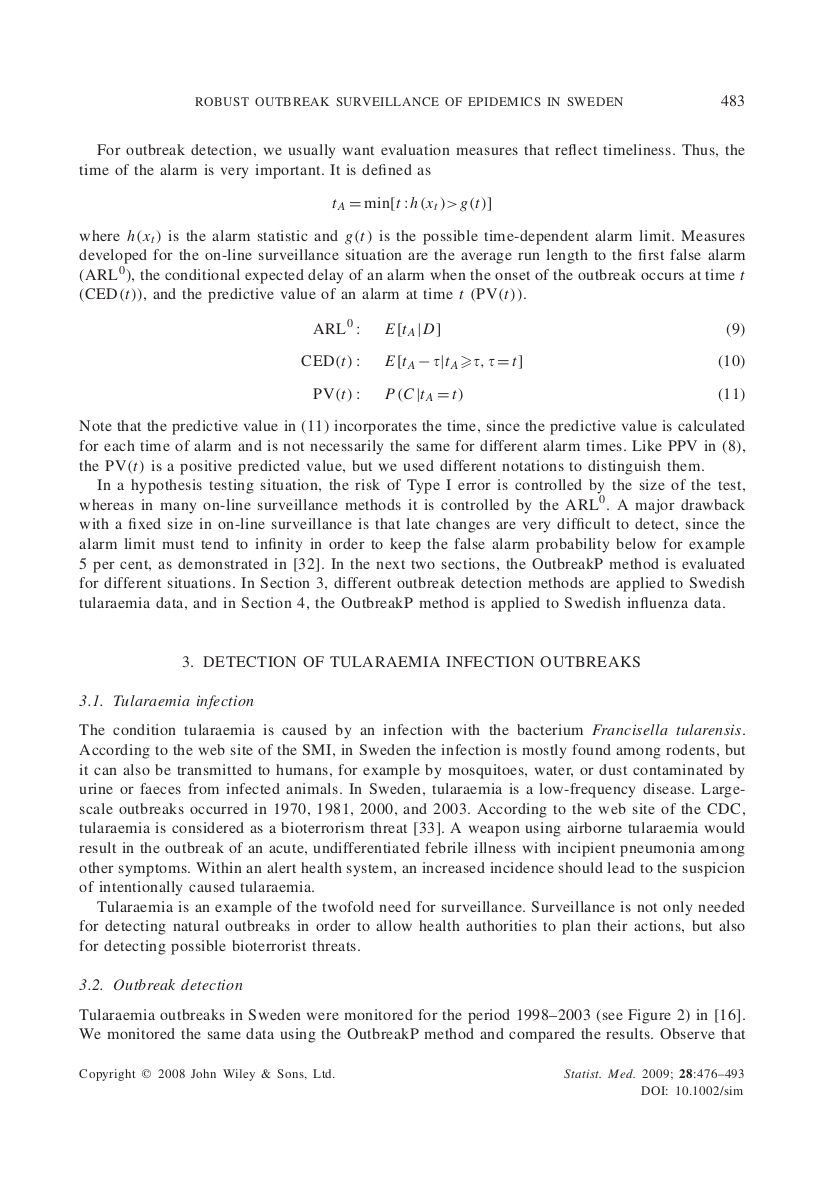 ROBUST OUTBREAK SURVEILLANCE OF EPIDEMICS IN SWEDEN 483
For outbreak detection, we usually want evaluation measures that reflect timeliness. Thus, the
time of the alarm is very important. It is defined as
t_A = min[t : h(x_t) > g(t)]
where h(x_t) is the alarm statistic and g(t) is the possible time-dependent alarm limit. Measures
developed for the on-line surveillance situation are the average run length to the first false alarm
(ARL⁰), the conditional expected delay of an alarm when the onset of the outbreak occurs at time t
(CED(t)), and the predictive value of an alarm at time t (PV(t)).
ARL⁰ : E[t_A|D] (9)
CED(t) : E[t_A − τ|t_A ⩾ τ, τ = t] (10)
PV(t) : P(C|t_A = t) (11)
Note that the predictive value in (11) incorporates the time, since the predictive value is calculated
for each time of alarm and is not necessarily the same for different alarm times. Like PPV in (8),
the PV(t) is a positive predicted value, but we used different notations to distinguish them.
In a hypothesis testing situation, the risk of Type I error is controlled by the size of the test,
whereas in many on-line surveillance methods it is controlled by the ARL⁰. A major drawback
with a fixed size in on-line surveillance is that late changes are very difficult to detect, since the
alarm limit must tend to infinity in order to keep the false alarm probability below for example
5 per cent, as demonstrated in [32]. In the next two sections, the OutbreakP method is evaluated
for different situations. In Section 3, different outbreak detection methods are applied to Swedish
tularaemia data, and in Section 4, the OutbreakP method is applied to Swedish influenza data.
3. DETECTION OF TULARAEMIA INFECTION OUTBREAKS
3.1. Tularaemia infection
The condition tularaemia is caused by an infection with the bacterium Francisella tularensis.
According to the web site of the SMI, in Sweden the infection is mostly found among rodents, but
it can also be transmitted to humans, for example by mosquitoes, water, or dust contaminated by
urine or faeces from infected animals. In Sweden, tularaemia is a low-frequency disease. Large-
scale outbreaks occurred in 1970, 1981, 2000, and 2003. According to the web site of the CDC,
tularaemia is considered as a bioterrorism threat [33]. A weapon using airborne tularaemia would
result in the outbreak of an acute, undifferentiated febrile illness with incipient pneumonia among
other symptoms. Within an alert health system, an increased incidence should lead to the suspicion
of intentionally caused tularaemia.
Tularaemia is an example of the twofold need for surveillance. Surveillance is not only needed
for detecting natural outbreaks in order to allow health authorities to plan their actions, but also
for detecting possible bioterrorist threats.
3.2. Outbreak detection
Tularaemia outbreaks in Sweden were monitored for the period 1998–2003 (see Figure 2) in [16].
We monitored the same data using the OutbreakP method and compared the results. Observe that
Copyright © 2008 John Wiley & Sons, Ltd. Statist. Med. 2009; 28:476–493
DOI: 10.1002/sim